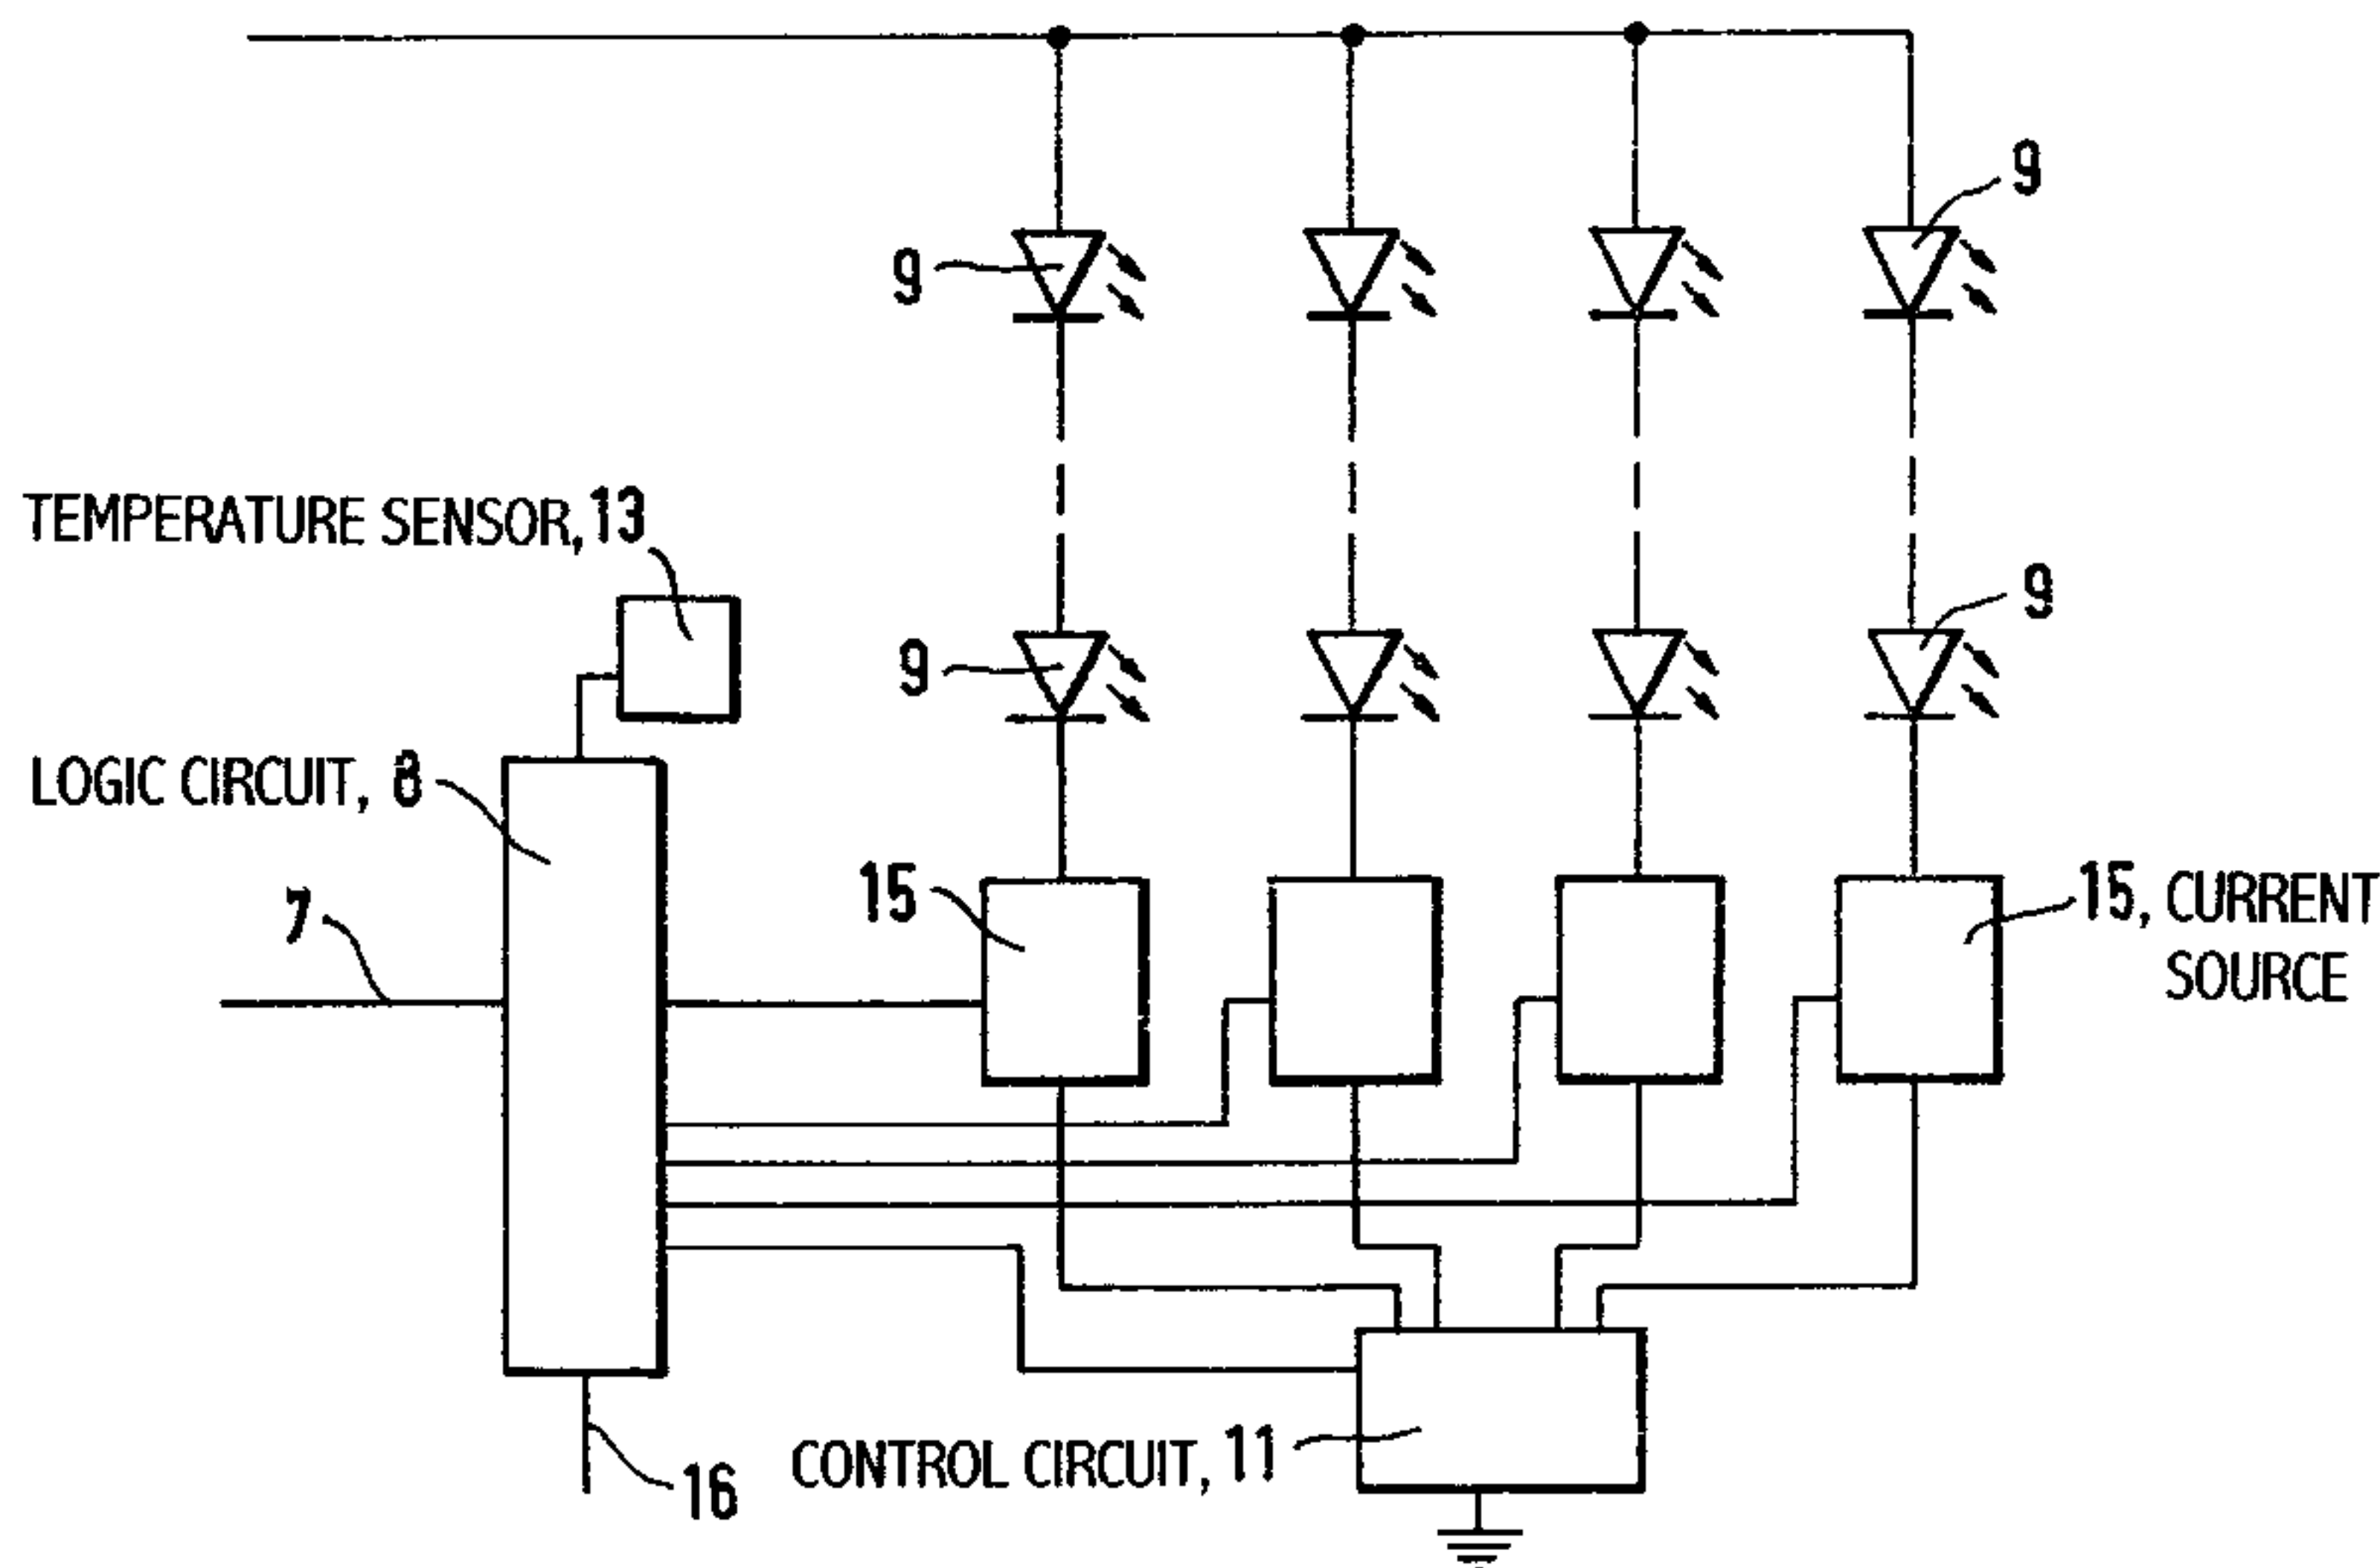 9
9
TEMPERATURE SENSOR, 13
9
9
LOGIC CIRCUIT, 8
15
15, CURRENT
SOURCE
7
CONTROL CIRCUIT, 11
16